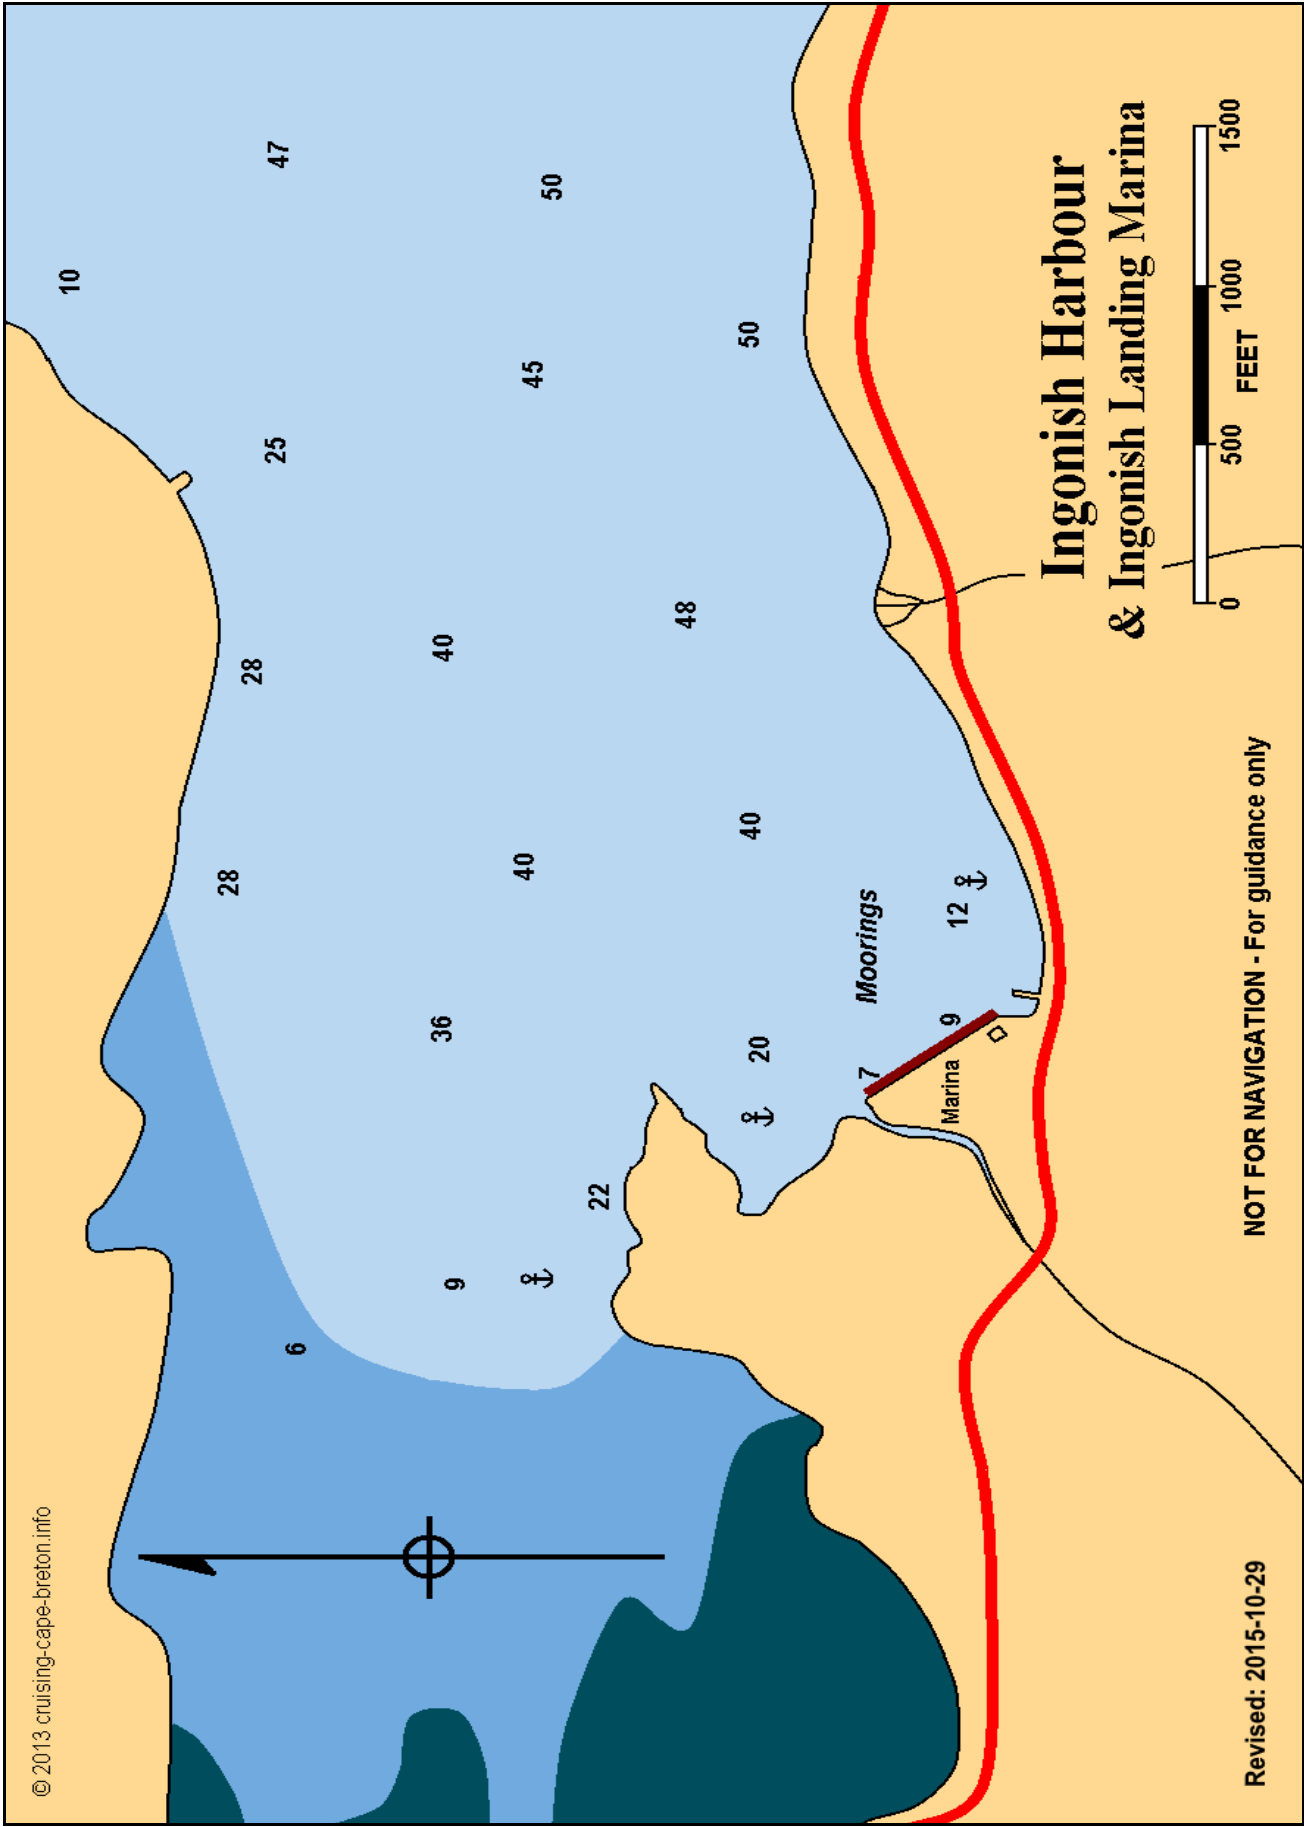 © 2013 cruising-cape-breton.info
10
28
28
25
47
6
36
40
9
40
45
50
22
48
20
40
50
7
Moorings
Marina
9
12
Ingonish Harbour
& Ingonish Landing Marina
0 500 1000 1500
FEET
Revised: 2015-10-29
NOT FOR NAVIGATION - For guidance only